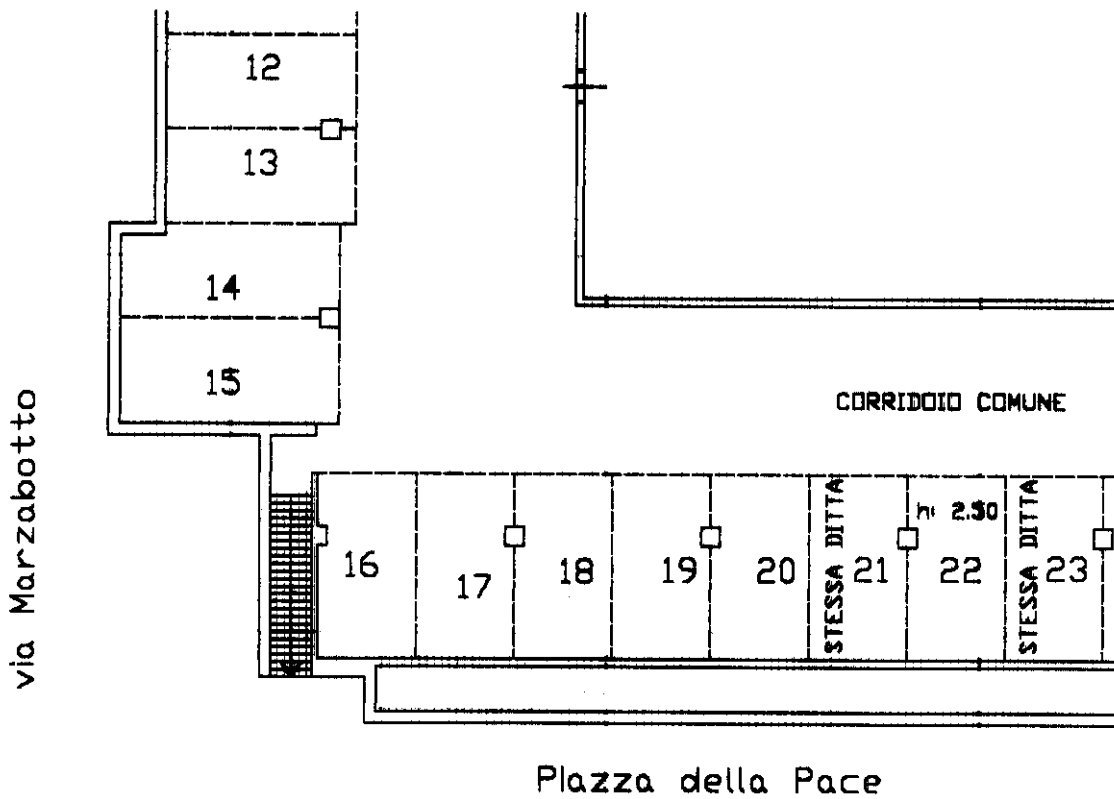 12
13
14
15
via Marzabotto
CORRIDOIO COMUNE
16
17
18
19
20
STESSA DITTA
21
h: 2.50
22
STESSA DITTA
23
PIazza della Pace